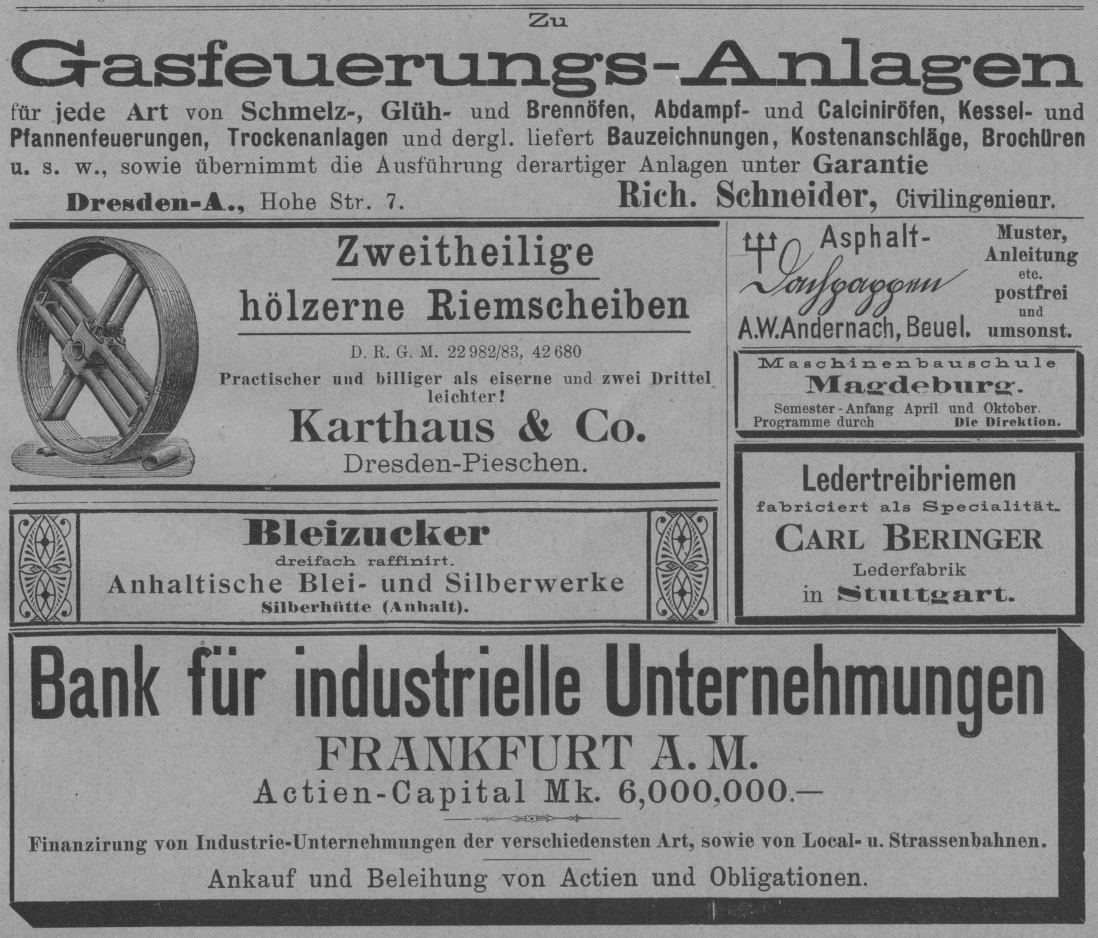 Zu
Gasfeuerungs-Anlagen
für jede Art von Schmelz-, Glüh- und Brennöfen, Abdampf- und Calciniröfen, Kessel- und
Pfannenfeuerungen, Trockenanlagen und dergl. liefert Bauzeichnungen, Kostenanschläge, Brochüren
u. s. w., sowie übernimmt die Ausführung derartiger Anlagen unter Garantie
Dresden-A., Hohe Str. 7.
Rich. Schneider, Civilingenieur.
Zweitheilige
hölzerne Riemscheiben
D. R. G. M. 22 982/83, 42 680
Practischer und billiger als eiserne und zwei Drittel
leichter!
Karthaus & Co.
Dresden-Pieschen.
Asphalt-
Dachpappen
A.W.Andernach, Beuel.
Muster,
Anleitung
etc.
postfrei
und
umsonst.
Maschinenbauschule
Magdeburg.
Semester-Anfang April und Oktober.
Programme durch Die Direktion.
Ledertreibriemen
fabriciert als Specialität.
CARL BERINGER
Lederfabrik
in Stuttgart.
Bleizucker
dreifach raffinirt.
Anhaltische Blei- und Silberwerke
Silberhütte (Anhalt).
Bank für industrielle Unternehmungen
FRANKFURT A. M.
Actien-Capital Mk. 6,000,000.—
Finanzirung von Industrie-Unternehmungen der verschiedensten Art, sowie von Local- u. Strassenbahnen.
Ankauf und Beleihung von Actien und Obligationen.